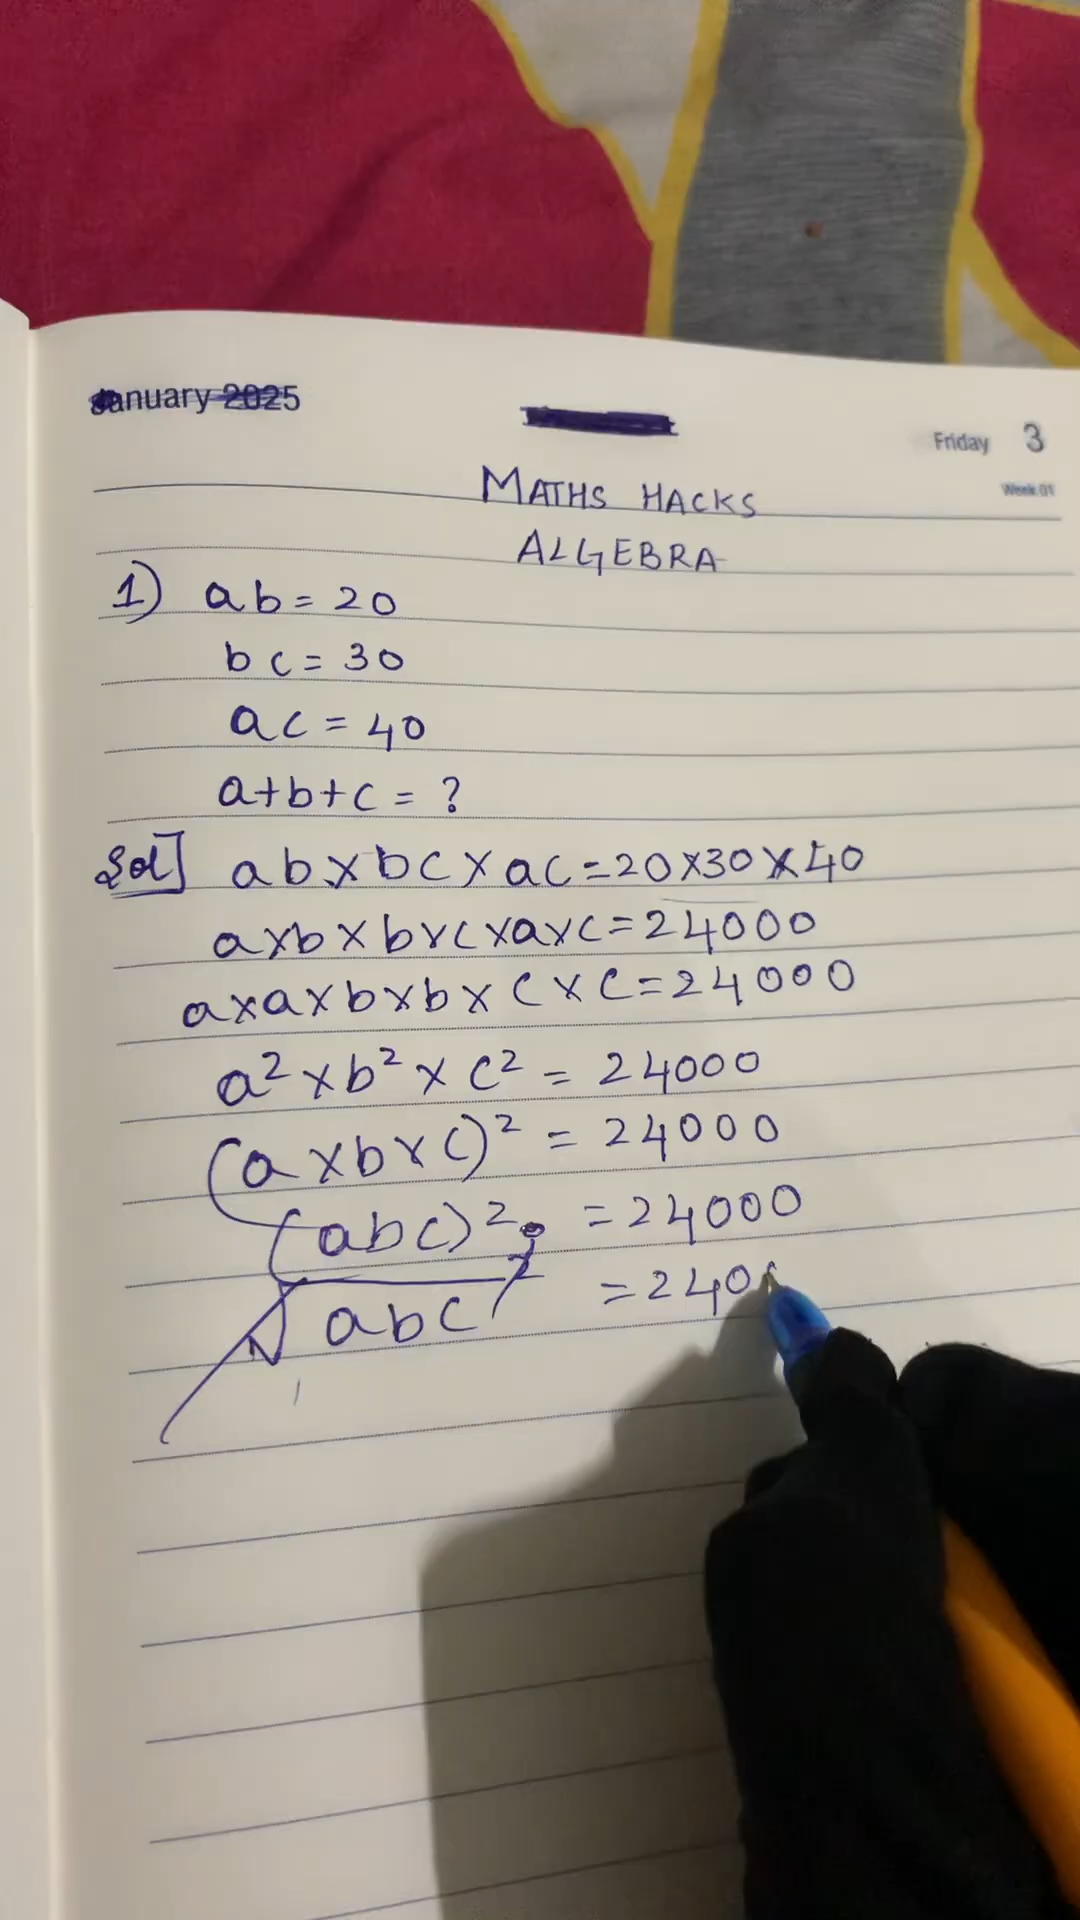 January 2025
Friday 3
Week 01
MATHS HACKS
ALGEBRA
1) ab = 20
bc = 30
ac = 40
a+b+c = ?
Sol] ab×bc×ac=20×30×40
a×b×b×c×a×c=24000
a×a×b×b×c×c=24000
a²×b²×c² = 24000
(a×b×c)² = 24000
(abc)² = 24000
abc = 240